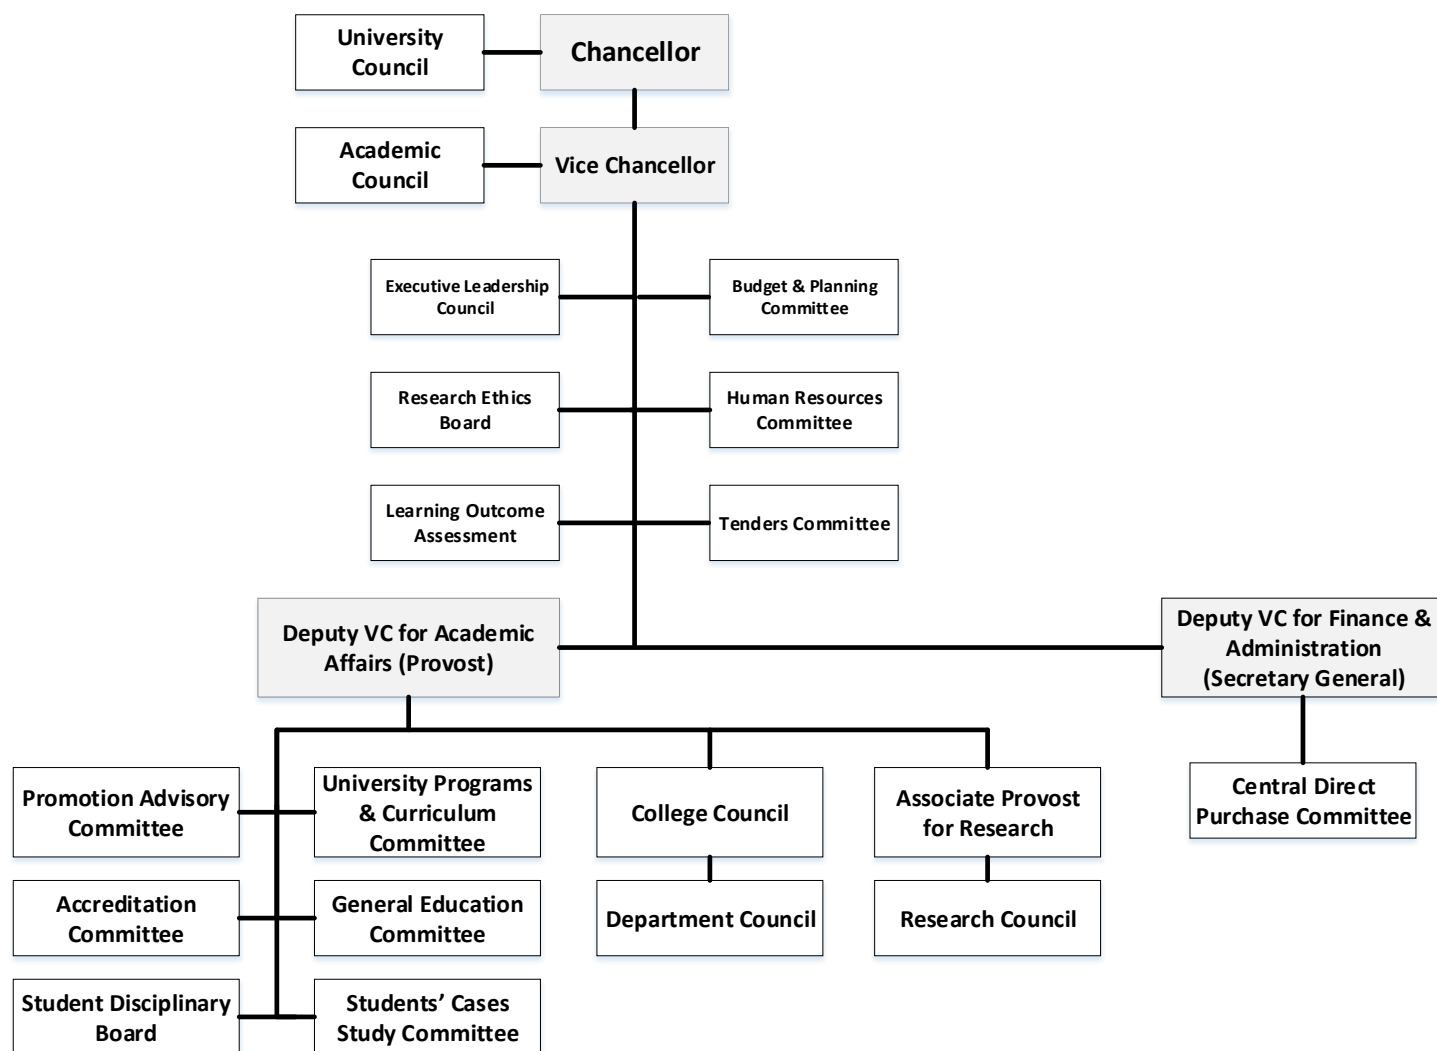 University
Council
Chancellor
Academic
Council
Vice Chancellor
Executive Leadership
Council
Budget & Planning
Committee
Research Ethics
Board
Human Resources
Committee
Learning Outcome
Assessment
Tenders Committee
Deputy VC for Academic
Affairs (Provost)
Deputy VC for Finance &
Administration
(Secretary General)
Promotion Advisory
Committee
University Programs
& Curriculum
Committee
College Council
Associate Provost
for Research
Central Direct
Purchase Committee
Accreditation
Committee
General Education
Committee
Department Council
Research Council
Student Disciplinary
Board
Students’ Cases
Study Committee